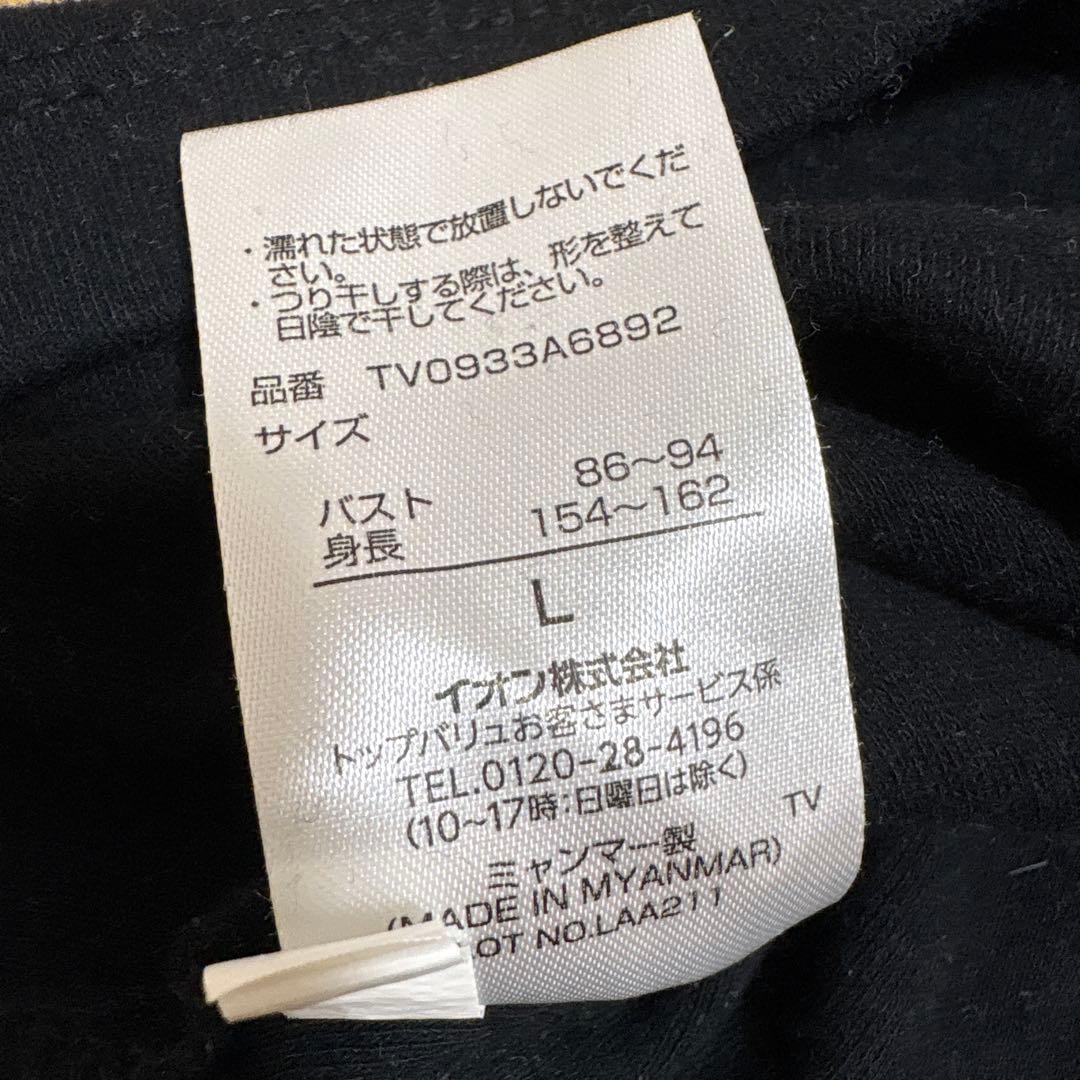 ・濡れた状態で放置しないでくだ
さい。
・つり干しする際は、形を整えて
日陰で干してください。
品番 TV0933A6892
サイズ
バスト 86～94
身長 154～162
L
イオン株式会社
トップバリュお客さまサービス係
TEL.0120-28-4196
(10～17時:日曜日は除く)
TV
ミャンマー製
(MADE IN MYANMAR)
LOT NO.LAA211